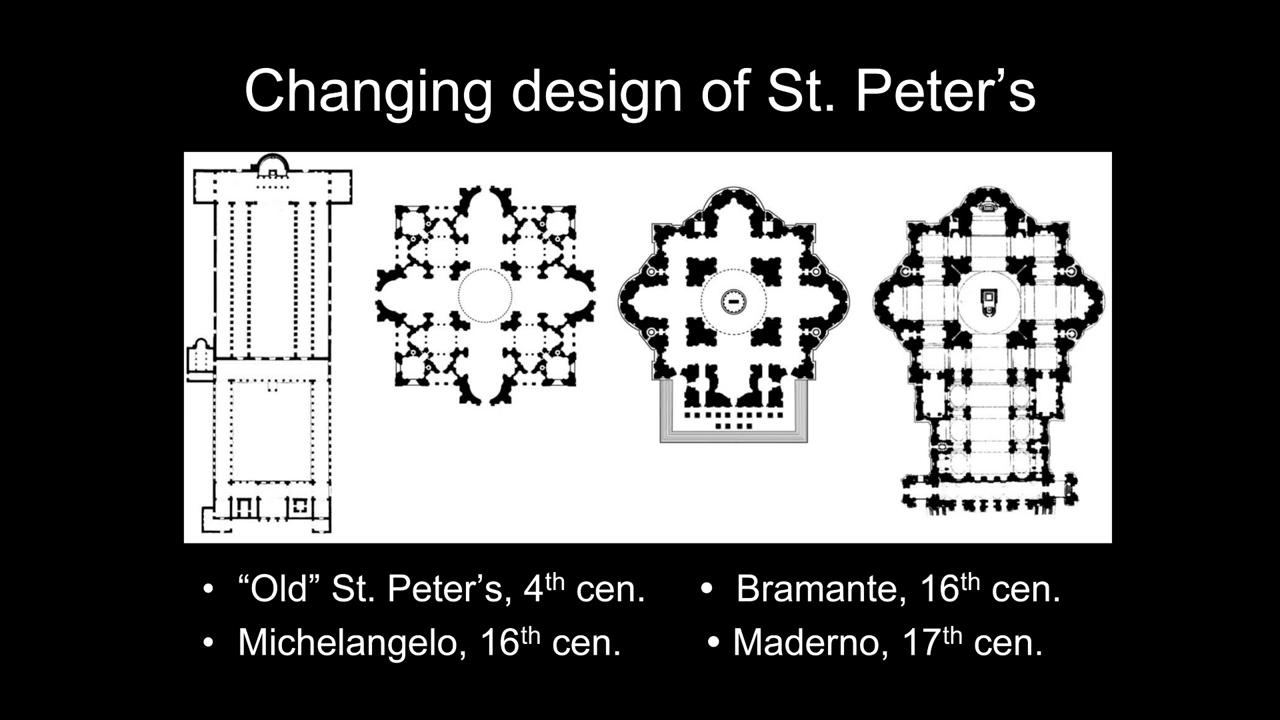 Changing design of St. Peter’s
• “Old” St. Peter’s, 4th cen. • Bramante, 16th cen.
• Michelangelo, 16th cen. • Maderno, 17th cen.